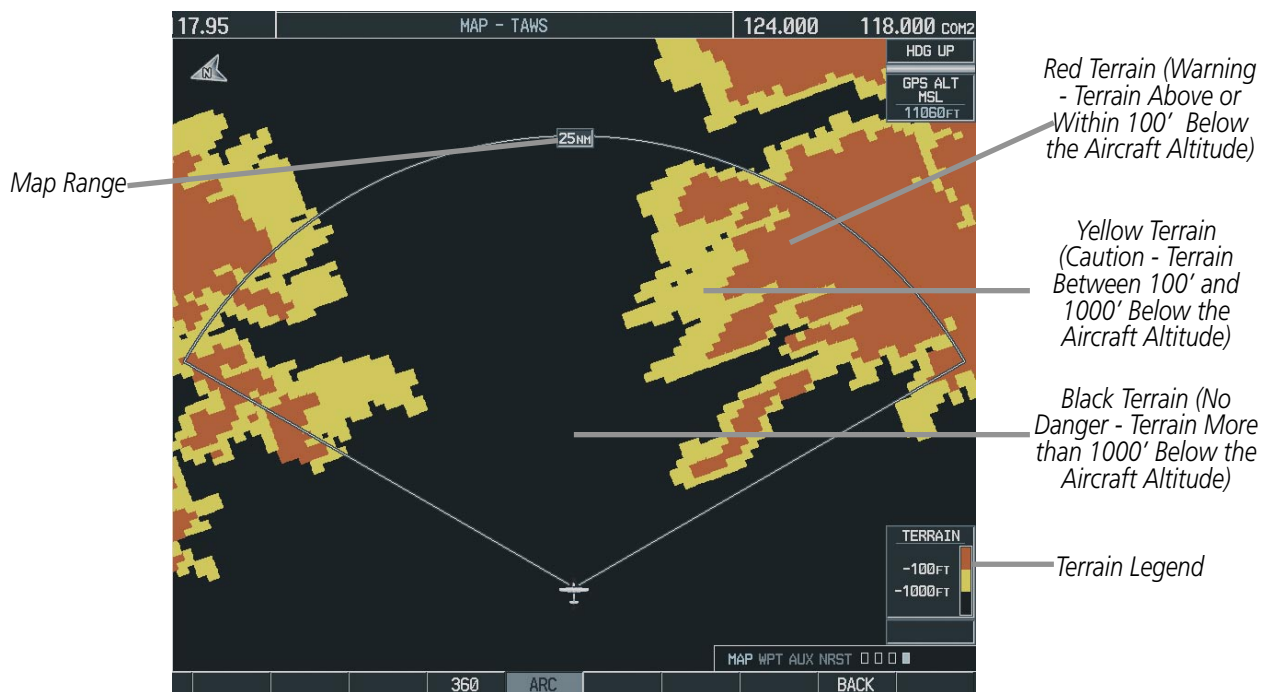 17.95
MAP - TAWS
124.000
118.000 COM2
HDG UP
GPS ALT
MSL
11060FT
N
25NM
Map Range
Red Terrain (Warning
- Terrain Above or
Within 100’ Below
the Aircraft Altitude)
Yellow Terrain
(Caution - Terrain
Between 100’ and
1000’ Below the
Aircraft Altitude)
Black Terrain (No
Danger - Terrain More
than 1000’ Below the
Aircraft Altitude)
TERRAIN
-100FT
-1000FT
Terrain Legend
MAP WPT AUX NRST
360
ARC
BACK